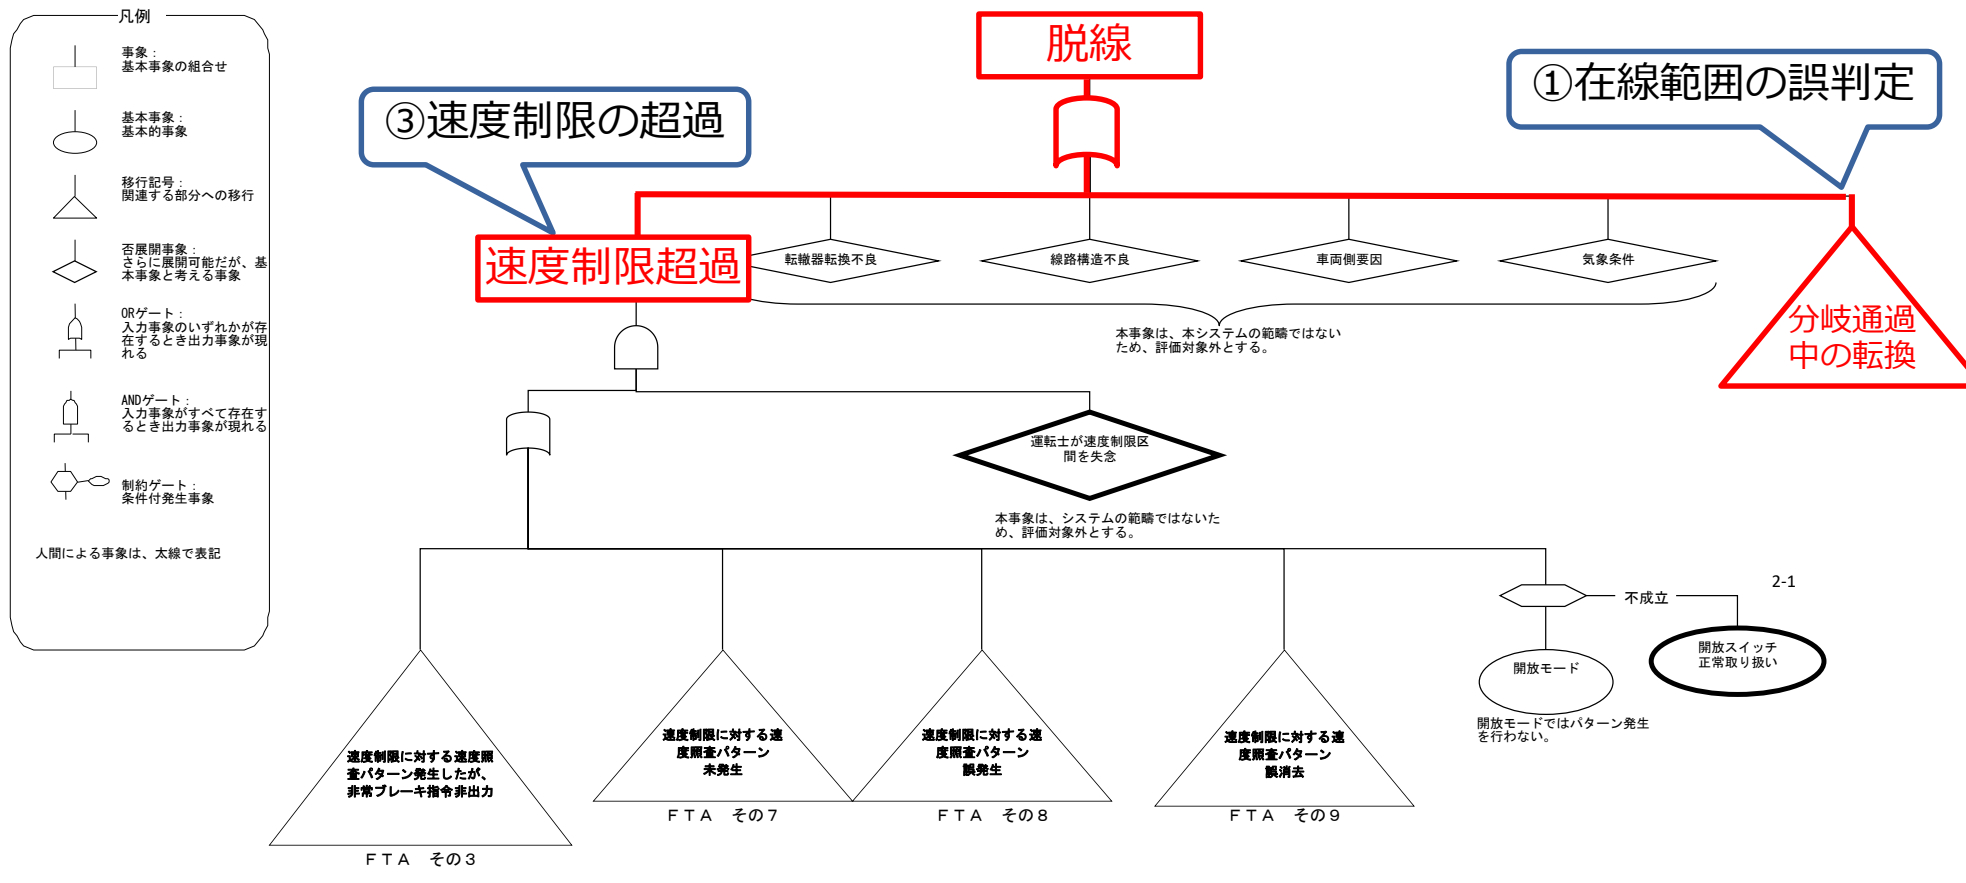 凡例
事象：
基本事象の組合せ
基本事象：
基本的事象
移行記号：
関連する部分への移行
否展開事象：
さらに展開可能だが、基
本事象と考える事象
ORゲート：
入力事象のいずれかが存
在するとき出力事象が現
れる
ANDゲート：
入力事象がすべて存在す
るとき出力事象が現れる
制約ゲート：
条件付発生事象
人間による事象は、太線で表記
脱線
①在線範囲の誤判定
③速度制限の超過
速度制限超過
転轍器転換不良
線路構造不良
車両側要因
気象条件
分岐通過
中の転換
本事象は、本システムの範疇ではない
ため、評価対象外とする。
運転士が速度制限区
間を失念
本事象は、システムの範疇ではないた
め、評価対象外とする。
2-1
不成立
開放スイッチ
正常取り扱い
開放モード
開放モードではパターン発生
を行わない。
速度制限に対する速度照
査パターン発生したが、
非常ブレーキ指令非出力
ＦＴＡ　その３
速度制限に対する速
度照査パターン
未発生
ＦＴＡ　その７
速度制限に対する速
度照査パターン
誤発生
ＦＴＡ　その８
速度制限に対する速
度照査パターン
誤消去
ＦＴＡ　その９